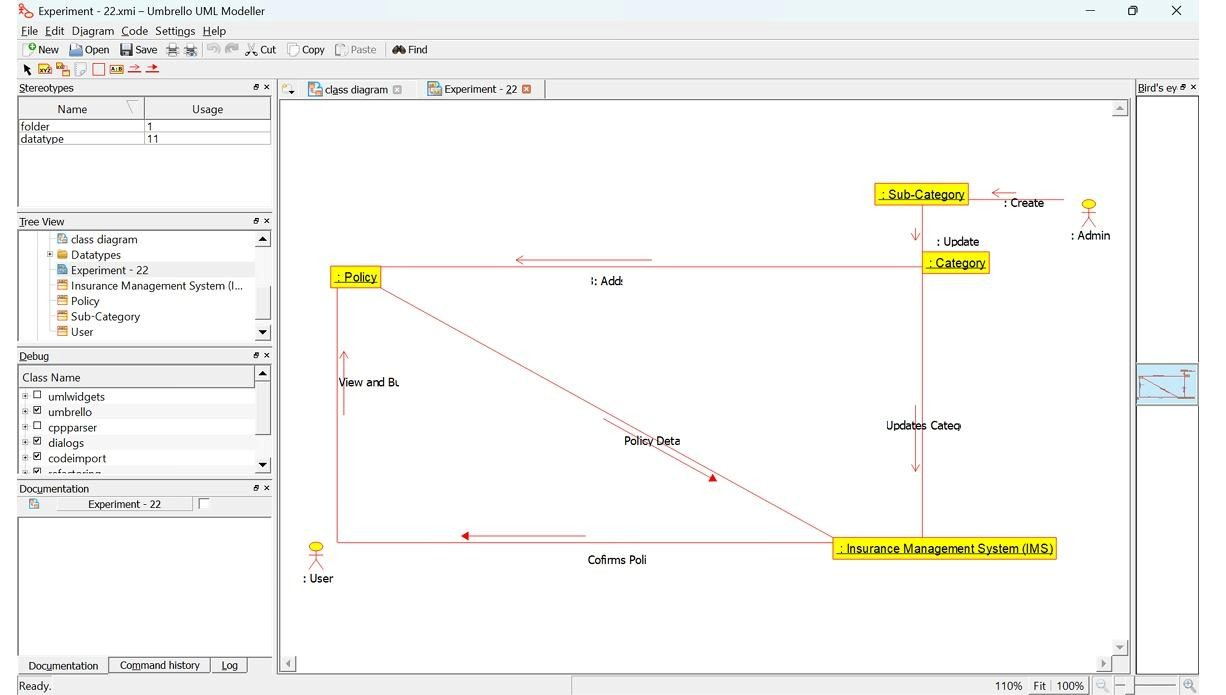 Experiment - 22.xmi – Umbrello UML Modeller
File Edit Diagram Code Settings Help
New Open Save Cut Copy Paste Find
Stereotypes
Name Usage
folder 1
datatype 11
Tree View
class diagram
Datatypes
Experiment - 22
Insurance Management System (I...
Policy
Sub-Category
User
Debug
Class Name
umlwidgets
umbrello
cppparser
dialogs
codeimport
refactoring
Documentation
Experiment - 22
Documentation Command history Log
Ready.
class diagram Experiment - 22
Bird's ey
: Sub-Category
: Create
: Admin
: Update
: Category
: Policy
: Add:
View and Bu
Updates Categ
Policy Deta
: Insurance Management System (IMS)
Cofirms Poli
: User
110% Fit 100%